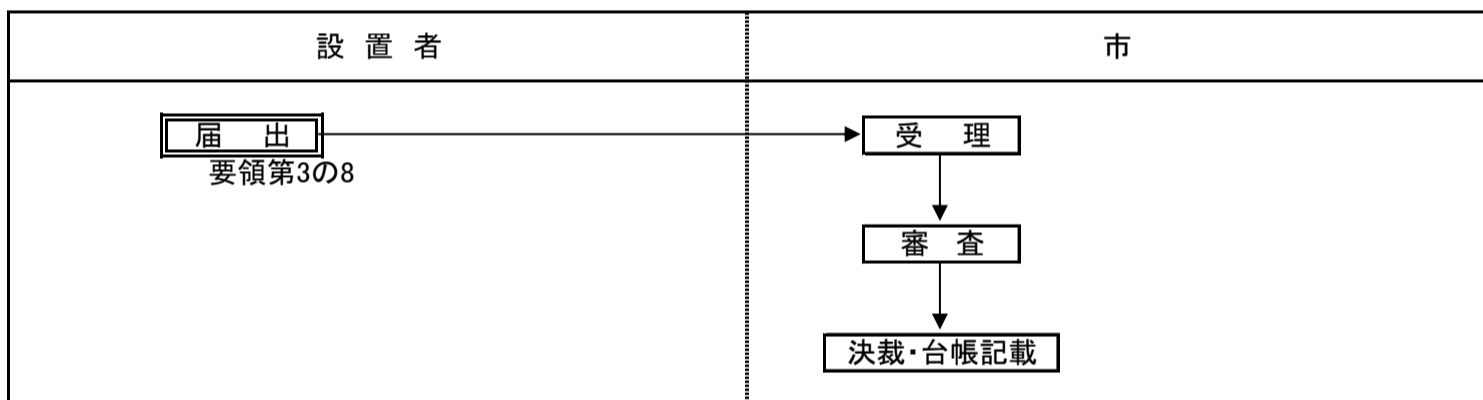 設 置 者
市
届　出
受　理
要領第3の8
審　査
決裁・台帳記載